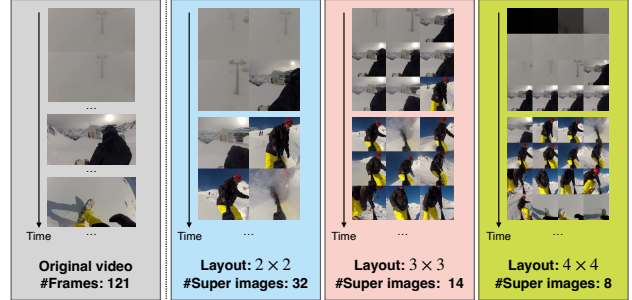 ...
...
...
...
...
...
Time
Time
Time
Time
Original video
#Frames: 121
Layout: 2 × 2
#Super images: 32
Layout: 3 × 3
#Super images: 14
Layout: 4 × 4
#Super images: 8